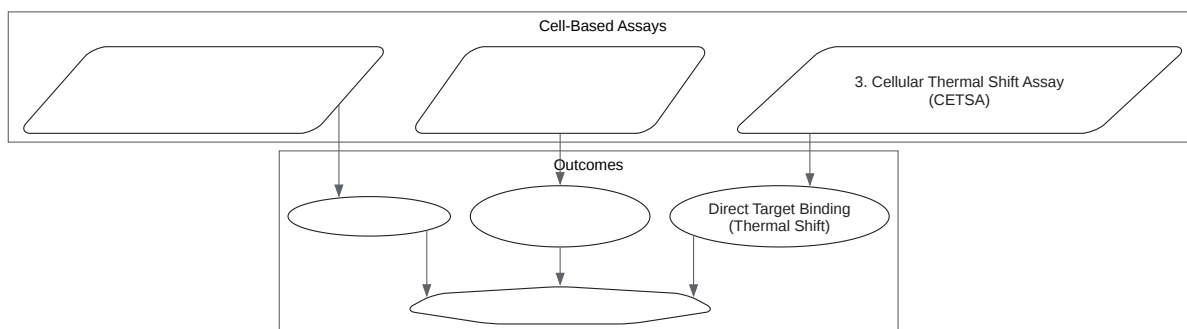 Cell-Based Assays
3. Cellular Thermal Shift Assay
(CETSA)
Outcomes
Direct Target Binding
(Thermal Shift)